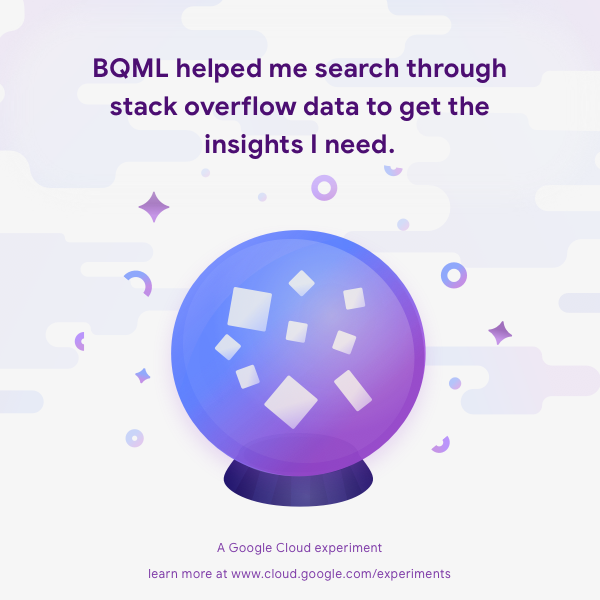 BQML helped me search through
stack overflow data to get the
insights I need.
A Google Cloud experiment
learn more at www.cloud.google.com/experiments